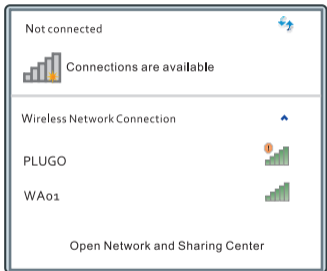 Not connected
Connections are available
Wireless Network Connection
PLUGO
WA01
Open Network and Sharing Center